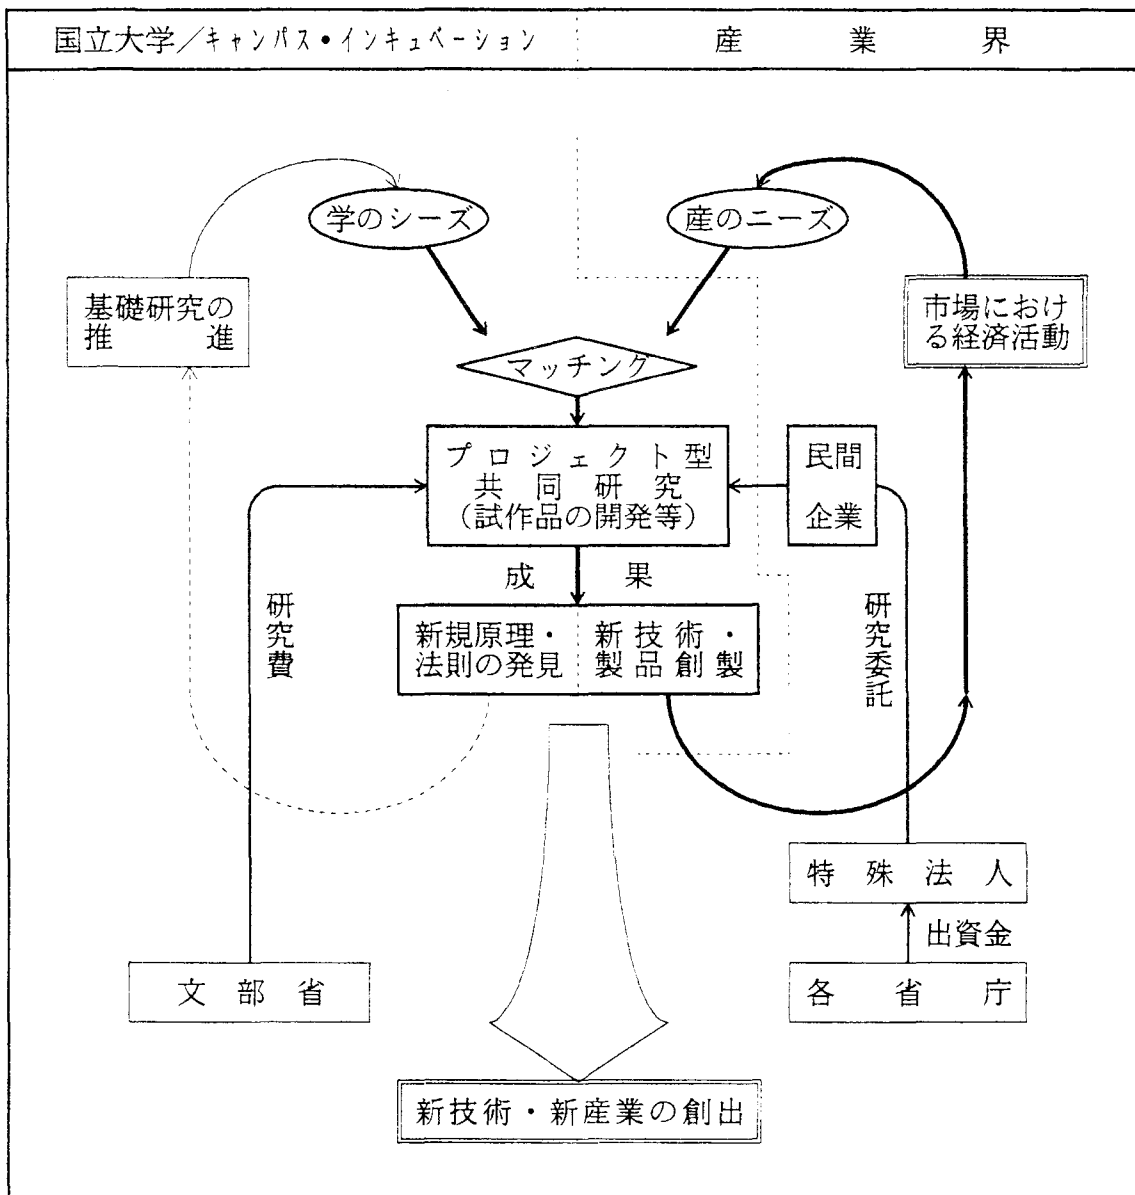 国立大学/キャンパス・インキュベーション
産業界
学のシーズ
産のニーズ
基礎研究の
推進
市場におけ
る経済活動
マッチング
プロジェクト型
共同研究
(試作品の開発等)
民間
企業
成果
研究費
新規原理・
法則の発見
新技術・
製品創製
研究委託
特殊法人
出資金
文部省
各省庁
新技術・新産業の創出